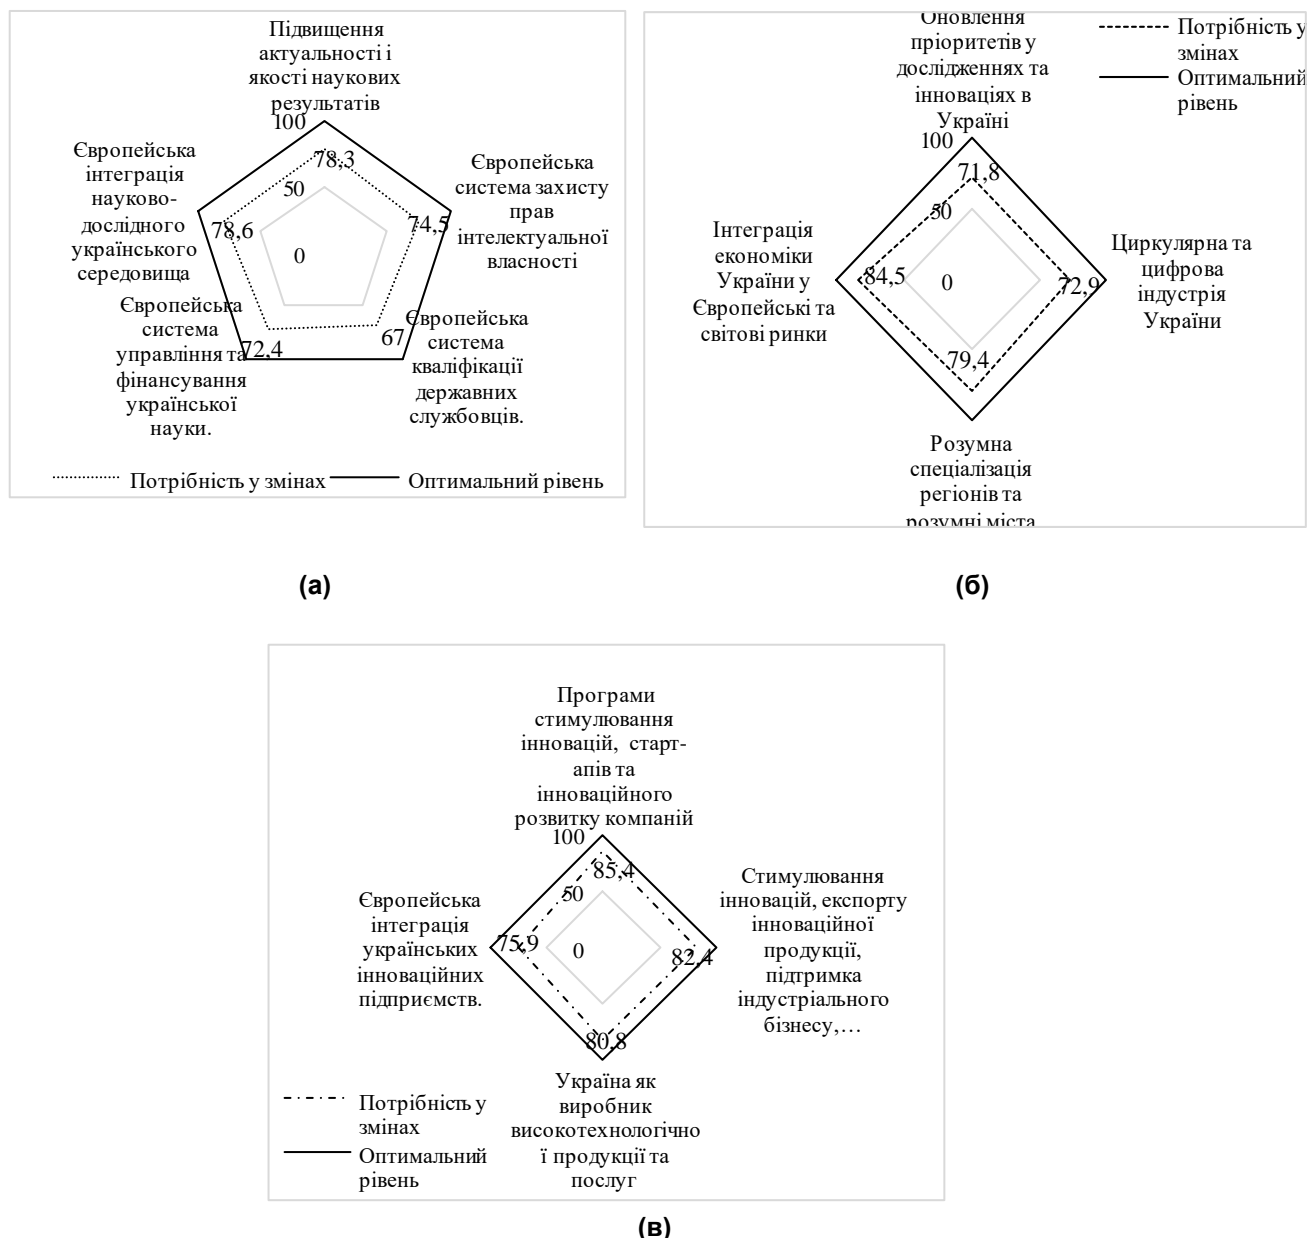 Підвищення
актуальності і
якості наукових
результатів
100
78,3
50
0
Європейська
інтеграція
науково-
дослідного
українського
середовища
78,6
Європейська
система захисту
прав
інтелектуальної
власності
74,5
Європейська
система
управління та
фінансування
української
науки.
72,4
67
Європейська
система
кваліфікації
державних
службовців.
Потрібність у змінах
Оптимальний рівень
(а)
Оновлення
пріоритетів у
дослідженнях та
інноваціях в
Україні
Потрібність у
змінах
Оптимальний
рівень
100
71,8
50
0
Інтеграція
економіки
України у
Європейські та
світові ринки
84,5
72,9
Циркулярна та
цифрова
індустрія
України
79,4
Розумна
спеціалізація
регіонів та
розумні міста
(б)
Програми
стимулювання
інновацій, старт-
апів та
інноваційного
розвитку компаній
100
85,4
50
0
Європейська
інтеграція
українських
інноваційних
підприємств.
75,9
82,4
Стимулювання
інновацій, експорту
інноваційної
продукції,
підтримка
індустріального
бізнесу,…
80,8
Україна як
виробник
високотехнологічно
ї продукції та
послуг
Потрібність у
змінах
Оптимальний
рівень
(в)